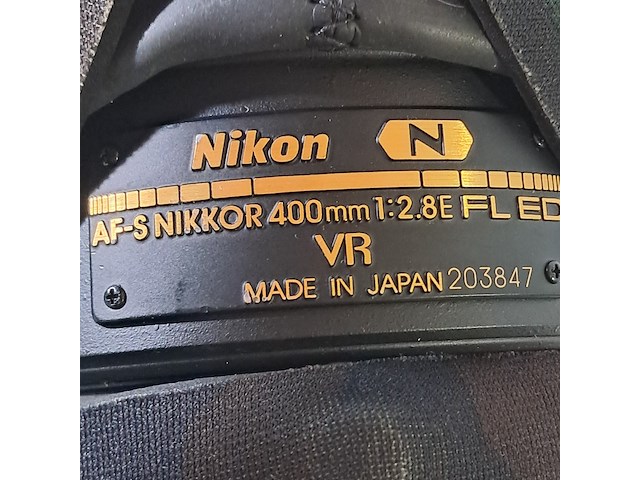 Nikon N
AF-S NIKKOR 400mm 1:2.8E FL ED
VR
MADE IN JAPAN 203847